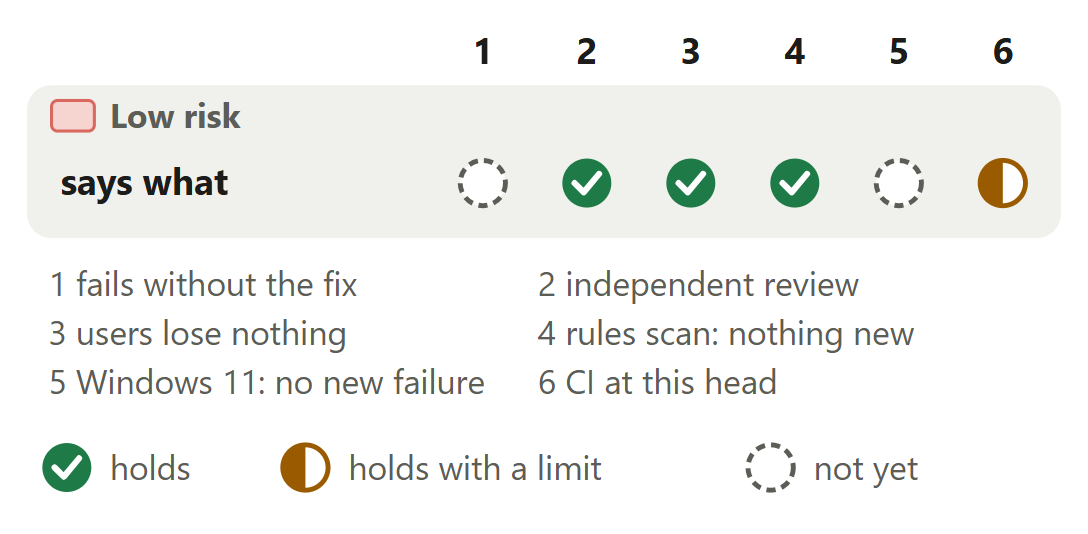 1 2 3 4 5 6
Low risk
says what
1 fails without the fix
2 independent review
3 users lose nothing
4 rules scan: nothing new
5 Windows 11: no new failure
6 CI at this head
holds
holds with a limit
not yet